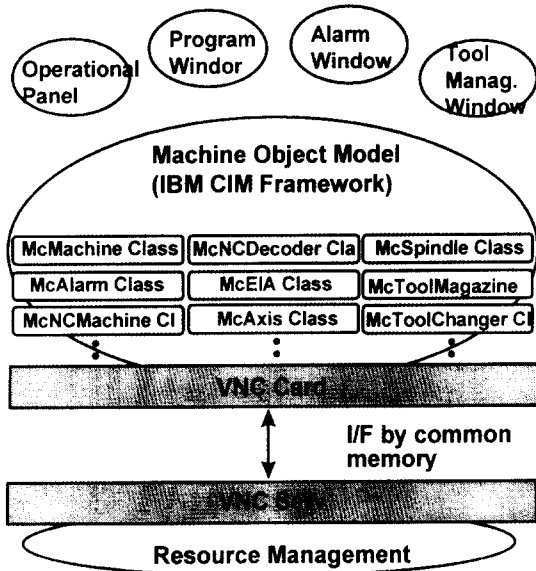 Operational
Panel
Program
Windor
Alarm
Window
Tool
Manag.
Window
Machine Object Model
(IBM CIM Framework)
McMachine Class
McNCDecoder Cla
McSpindle Class
McAlarm Class
McEIA Class
McToolMagazine
McNCMachine Cl
McAxis Class
McToolChanger Cl
VNC Card
I/F by common
memory
VNC
Resource Management